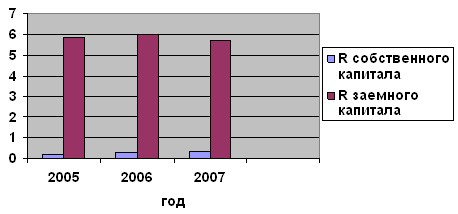 7
6
5
4
3
2
1
0
2005 2006 2007
год
R собственного
капитала
R заемного
капитала